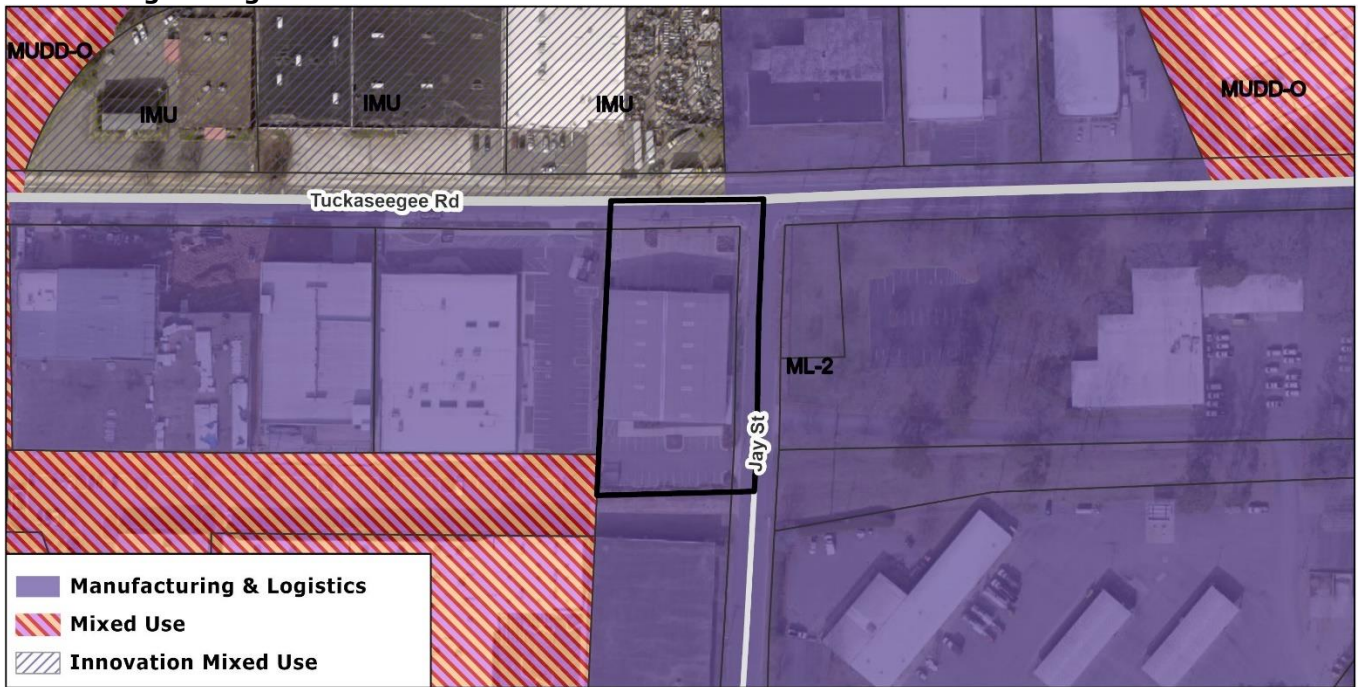 MUDD-O
IMU
IMU
IMU
MUDD-O
Tuckaseegee Rd
ML-2
Jay St
Manufacturing & Logistics
Mixed Use
Innovation Mixed Use